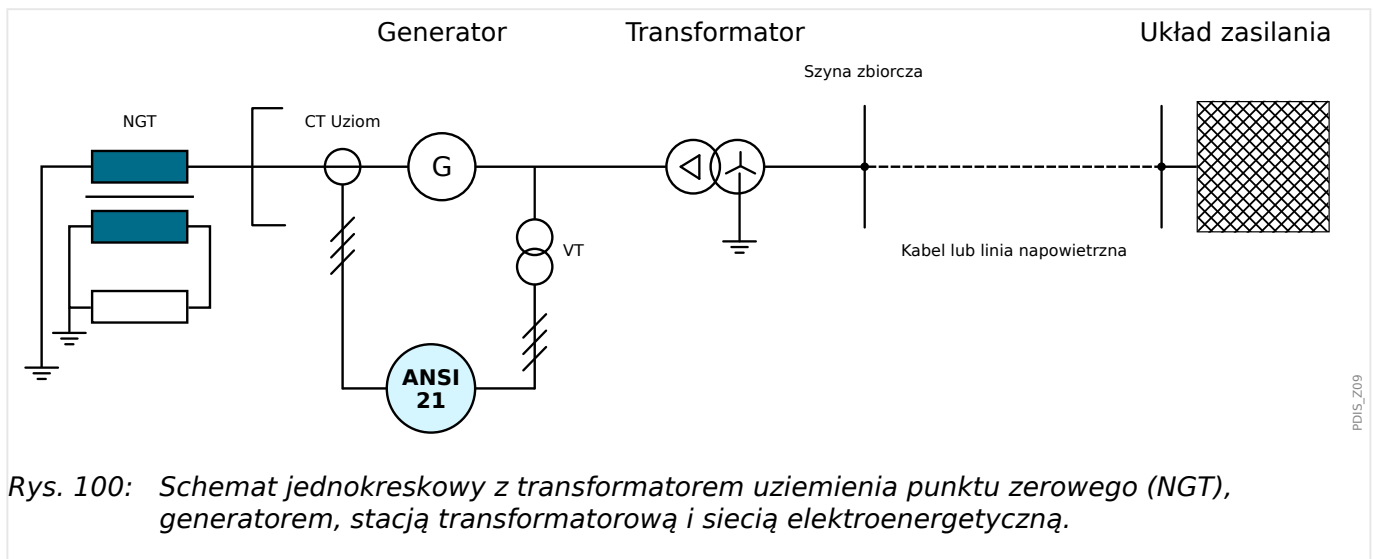 Generator
Transformator
Układ zasilania
Szyna zbiorcza
NGT
CT Uziom
G
VT
Kabel lub linia napowietrzna
ANSI
21
PDIS_Z09
Rys. 100: Schemat jednokreskowy z transformatorem uziemienia punktu zerowego (NGT),
generatorem, stacją transformatorową i siecią elektroenergetyczną.